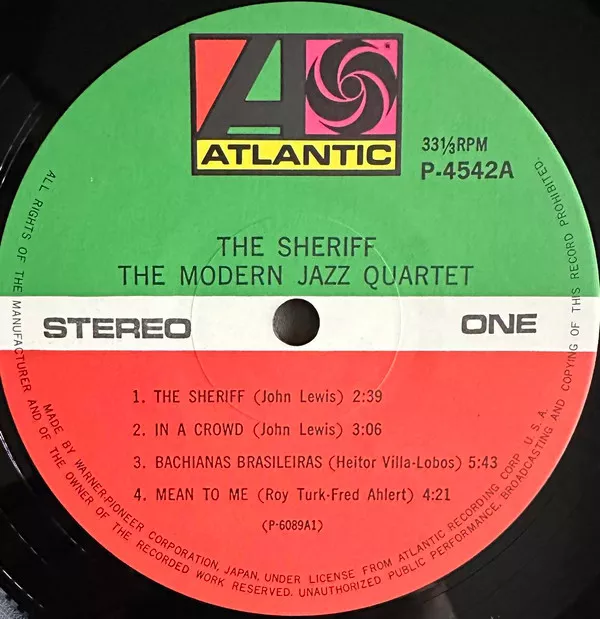 ATLANTIC
33⅓RPM
P-4542A
THE SHERIFF
THE MODERN JAZZ QUARTET
STEREO
ONE
1. THE SHERIFF (John Lewis) 2:39
2. IN A CROWD (John Lewis) 3:06
3. BACHIANAS BRASILEIRAS (Heitor Villa-Lobos) 5:43
4. MEAN TO ME (Roy Turk-Fred Ahlert) 4:21
(P-6089A1)
MADE BY WARNER-PIONEER CORPORATION, JAPAN, UNDER LICENSE FROM ATLANTIC RECORDING CORP. U. S. A.
ALL RIGHTS OF THE MANUFACTURER AND OF THE OWNER OF THE RECORDED WORK RESERVED. UNAUTHORIZED PUBLIC PERFORMANCE, BROADCASTING AND COPYING OF THIS RECORD PROHIBITED.